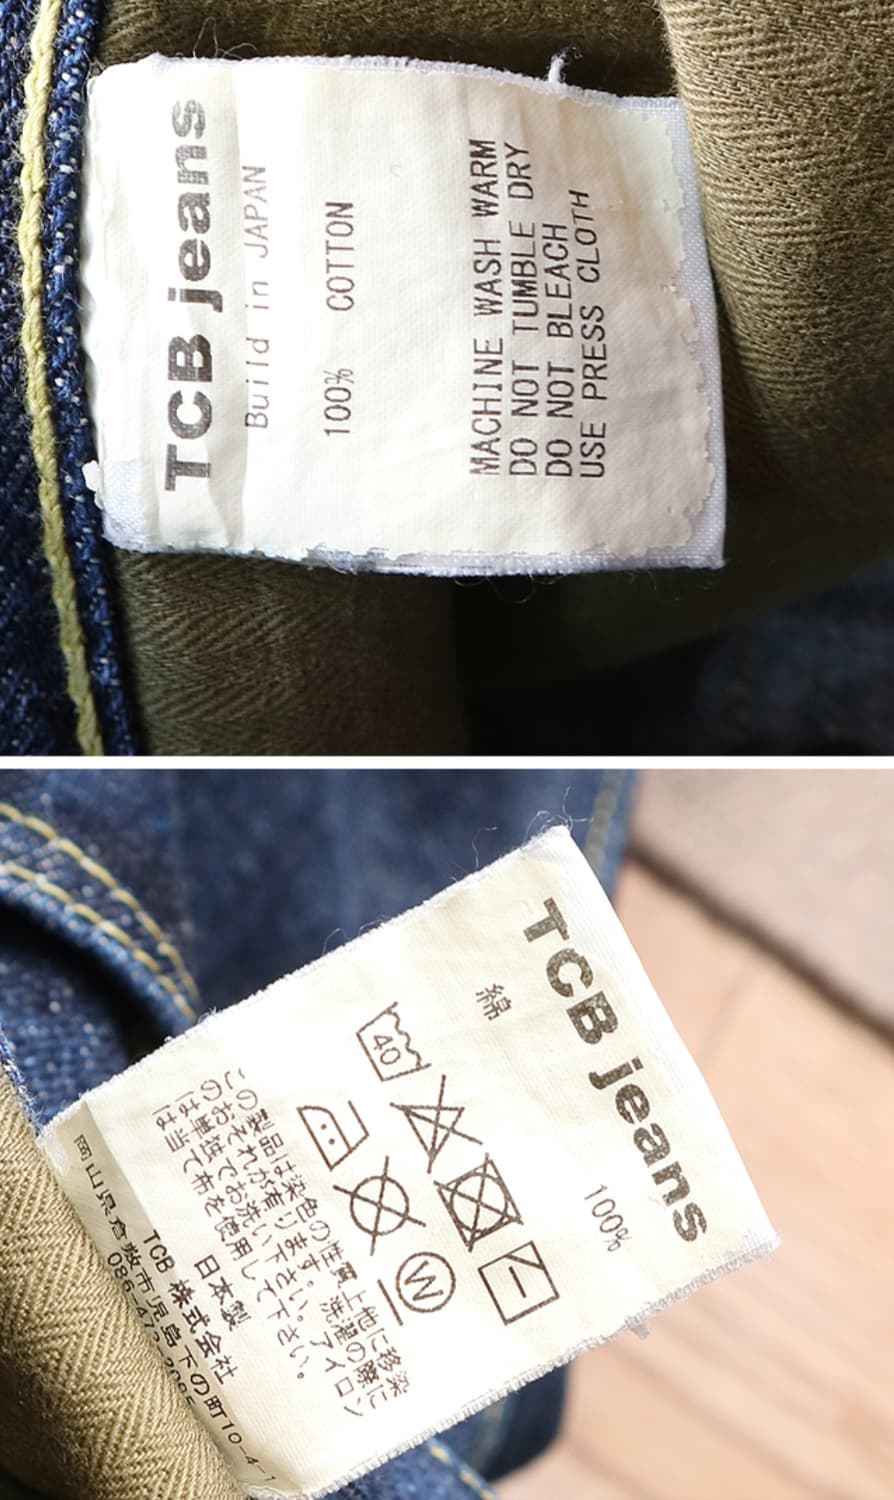 TCB jeans
Build in JAPAN
100% COTTON
MACHINE WASH WARM
DO NOT TUMBLE DRY
DO NOT BLEACH
USE PRESS CLOTH
TCB jeans
綿 100%
40
W
この製品は染色の性質上他に移染
のおそれが有ります。洗濯の際に
は単独でお洗い下さい。アイロン
は当て布を使用して下さい。
日本製
TCB 株式会社
岡山県倉敷市児島下の町10-4-1